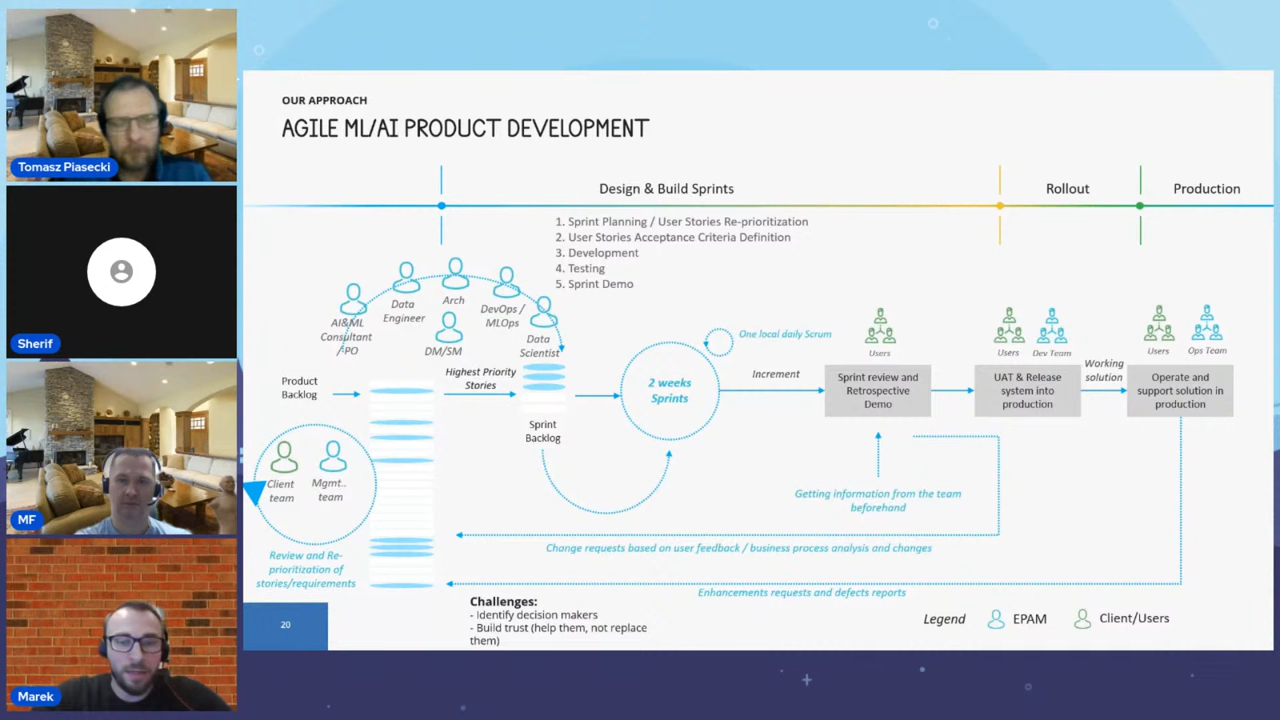 Tomasz Piasecki
Sherif
MF
Marek
OUR APPROACH
AGILE ML/AI PRODUCT DEVELOPMENT
Design & Build Sprints
Rollout
Production
1. Sprint Planning / User Stories Re-prioritization
2. User Stories Acceptance Criteria Definition
3. Development
4. Testing
5. Sprint Demo
AI&ML
Consultant
/ PO
Data
Engineer
Arch
DM/SM
DevOps /
MLOps
Data
Scientist
Product
Backlog
Highest Priority
Stories
Sprint
Backlog
2 weeks
Sprints
One local daily Scrum
Increment
Users
Sprint review and
Retrospective
Demo
Users
Dev Team
UAT & Release
system into
production
Working
solution
Users
Ops Team
Operate and
support solution in
production
Client
team
Mgmt..
team
Review and Re-
prioritization of
stories/requirements
Getting information from the team
beforehand
Change requests based on user feedback / business process analysis and changes
Enhancements requests and defects reports
Challenges:
- Identify decision makers
- Build trust (help them, not replace
them)
Legend
EPAM
Client/Users
20